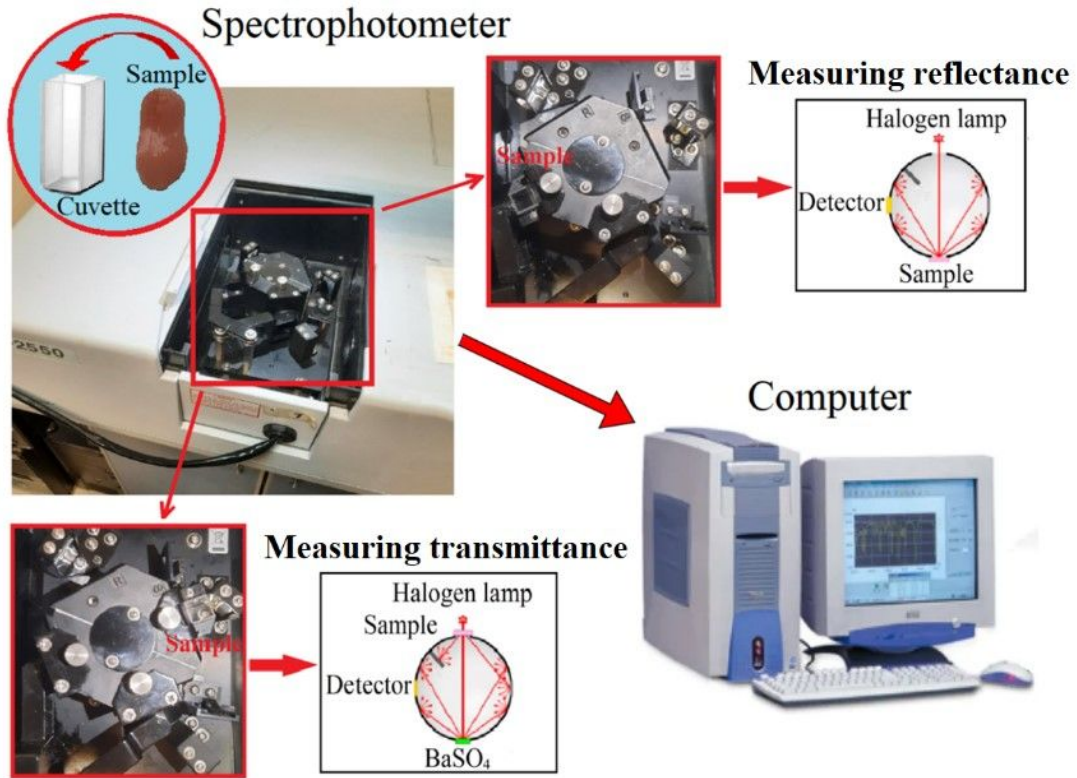 Spectrophotometer
Sample
Cuvette
Sample
R
Measuring reflectance
Halogen lamp
Detector
Sample
2550
Computer
R
Sample
Measuring transmittance
Halogen lamp
Sample
Detector
BaSO₄